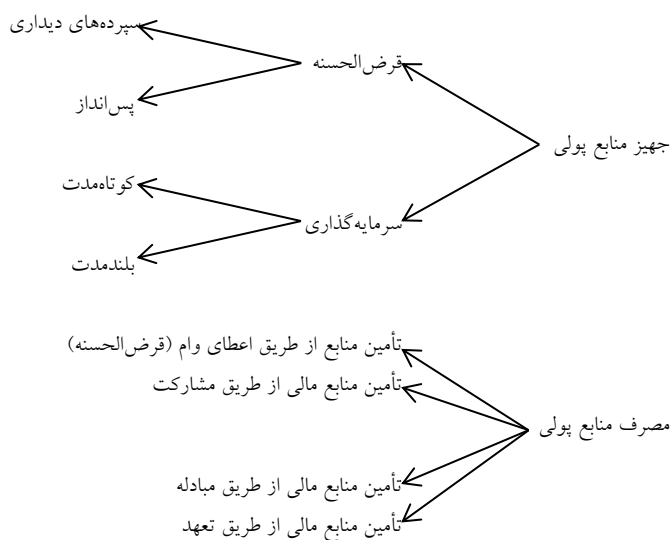 سپرده‌های دیداری
قرض‌الحسنه
پس‌انداز
جهیز منابع پولی
کوتاه‌مدت
سرمایه‌گذاری
بلندمدت
تأمین منابع از طریق اعطای وام (قرض‌الحسنه)
تأمین منابع مالی از طریق مشارکت
مصرف منابع پولی
تأمین منابع مالی از طریق مبادله
تأمین منابع مالی از طریق تعهد